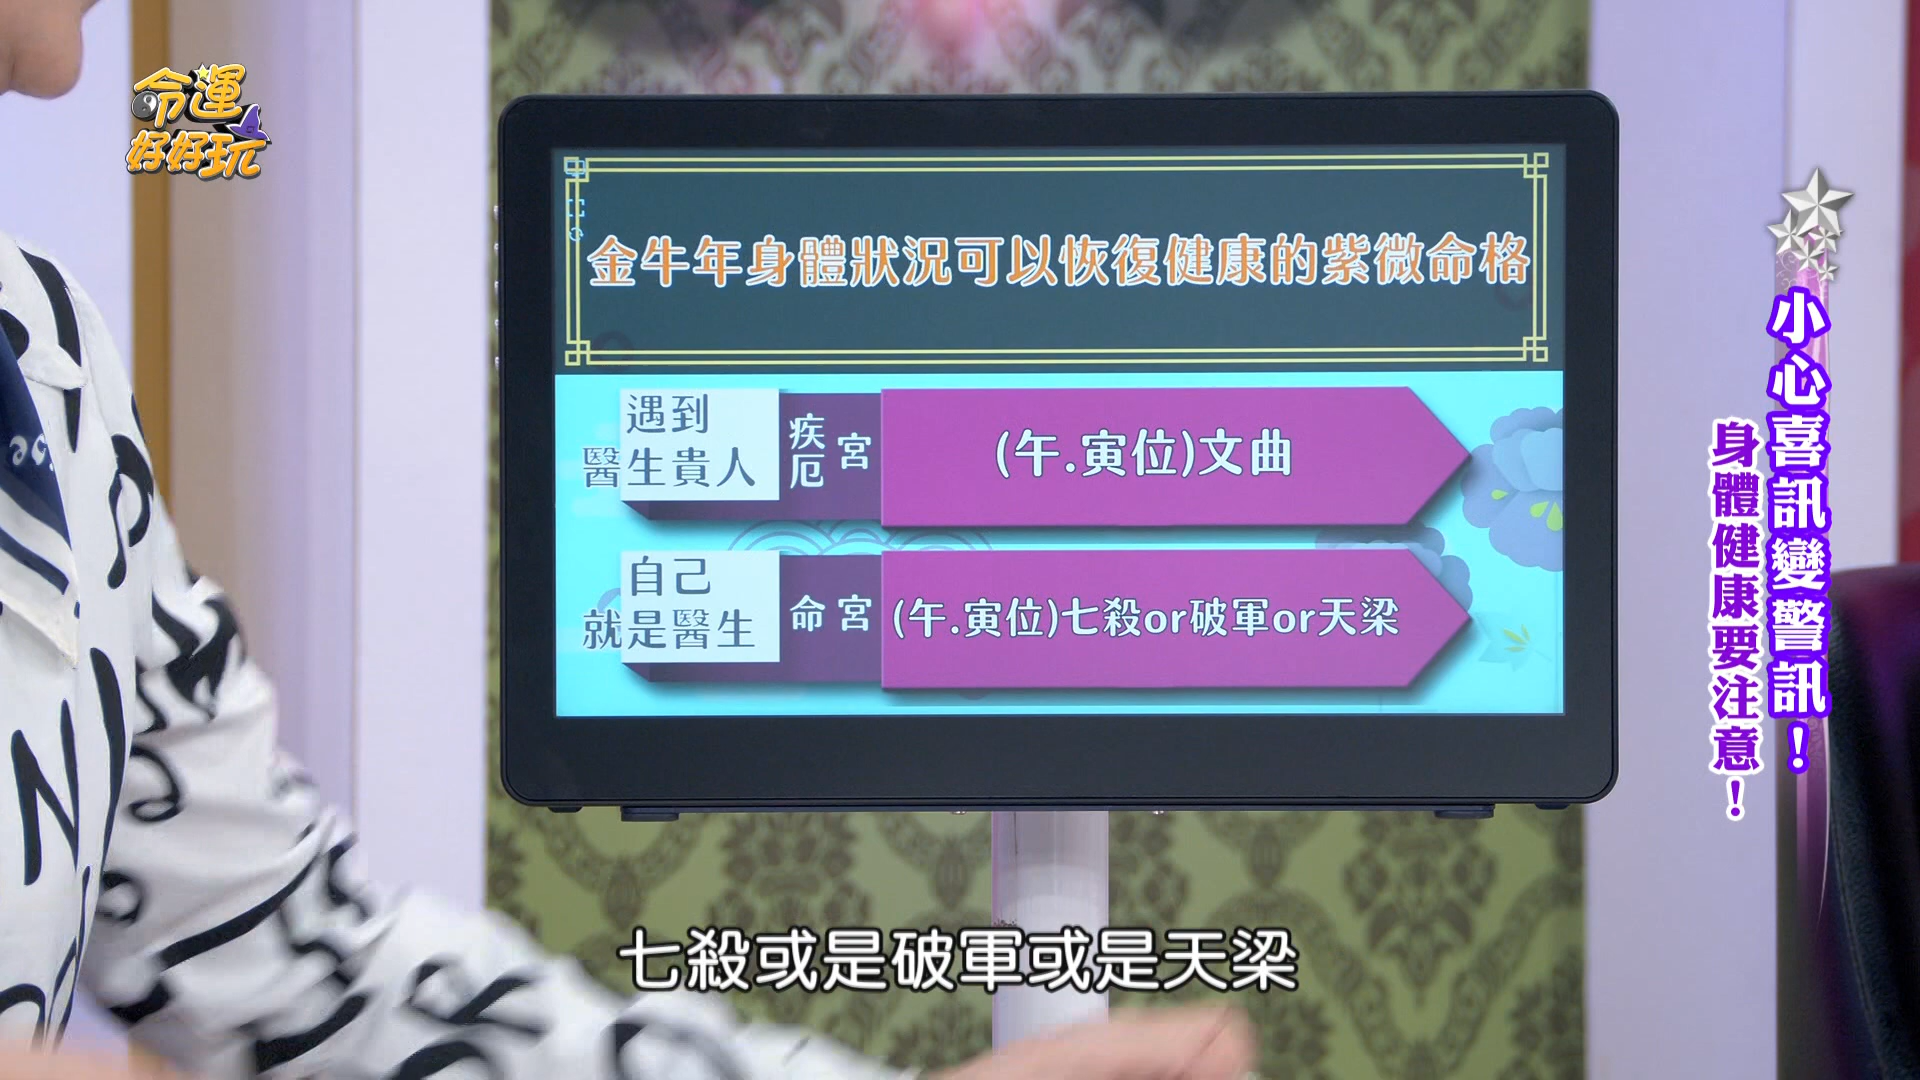 命運
好好玩
金牛年身體狀況可以恢復健康的紫微命格
遇到
醫生貴人
疾厄宮
(午.寅位)文曲
自己
就是醫生
命宮
(午.寅位)七殺or破軍or天梁
小心喜訊變警訊！
身體健康要注意！
七殺或是破軍或是天梁